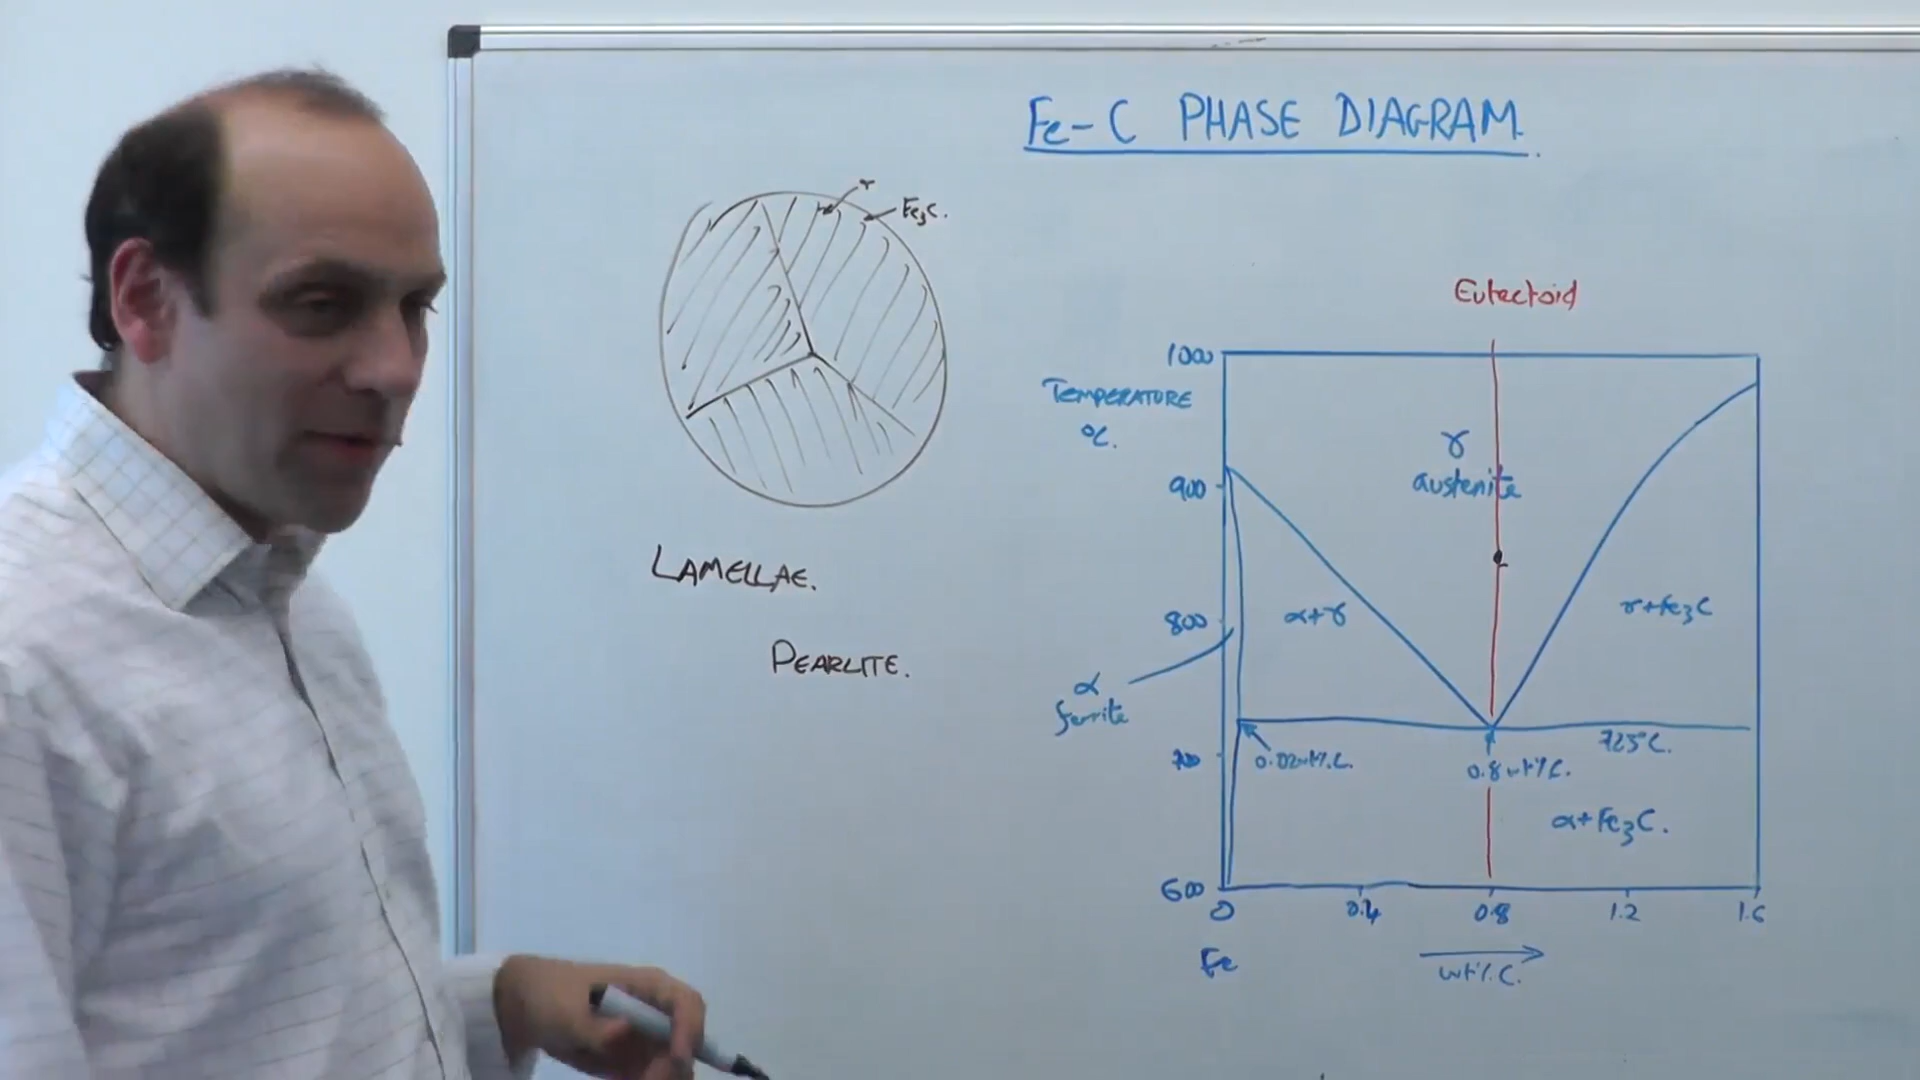 Fe-C PHASE DIAGRAM.
γ
Fe₃C.
LAMELLAE.
PEARLITE.
Eutectoid
1000
TEMPERATURE
°C.
900
800
700
600
γ
austenite
α+γ
γ+Fe₃C
α
ferrite
725°C.
0.02wt%C.
0.8wt%C.
α+Fe₃C.
0
0.4
0.8
1.2
1.6
Fe
wt%C.